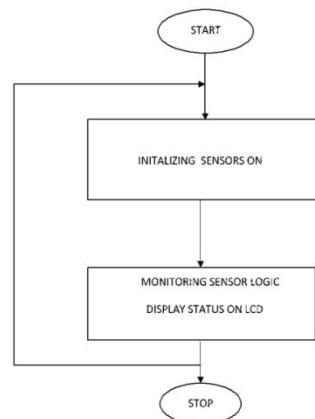 START
INITALIZING SENSORS ON
MONITORING SENSOR LOGIC
DISPLAY STATUS ON LCD
STOP